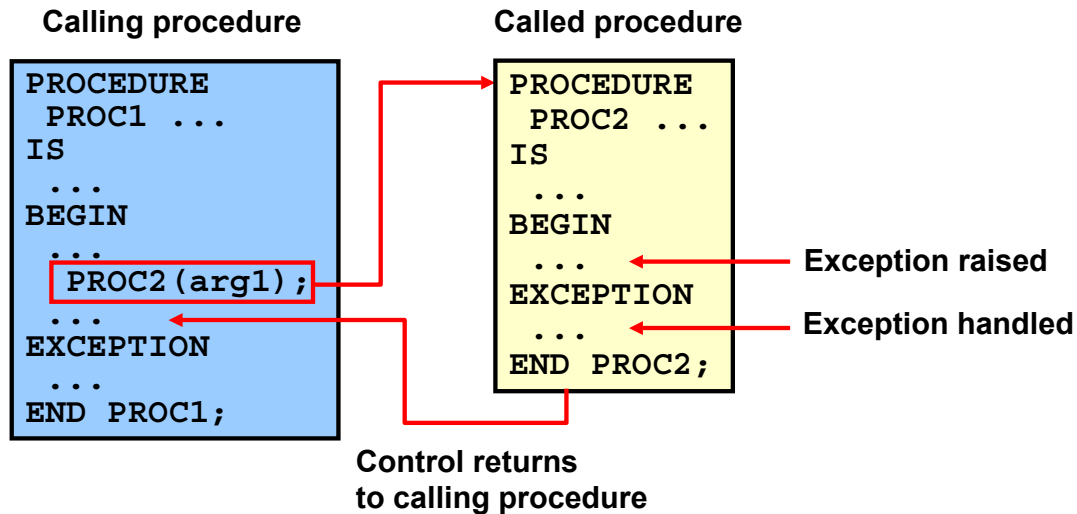 Calling procedure
Called procedure
PROCEDURE
PROC1 ...
IS
...
BEGIN
...
PROC2(arg1);
...
EXCEPTION
...
END PROC1;
PROCEDURE
PROC2 ...
IS
...
BEGIN
...
EXCEPTION
...
END PROC2;
Exception raised
Exception handled
Control returns
to calling procedure